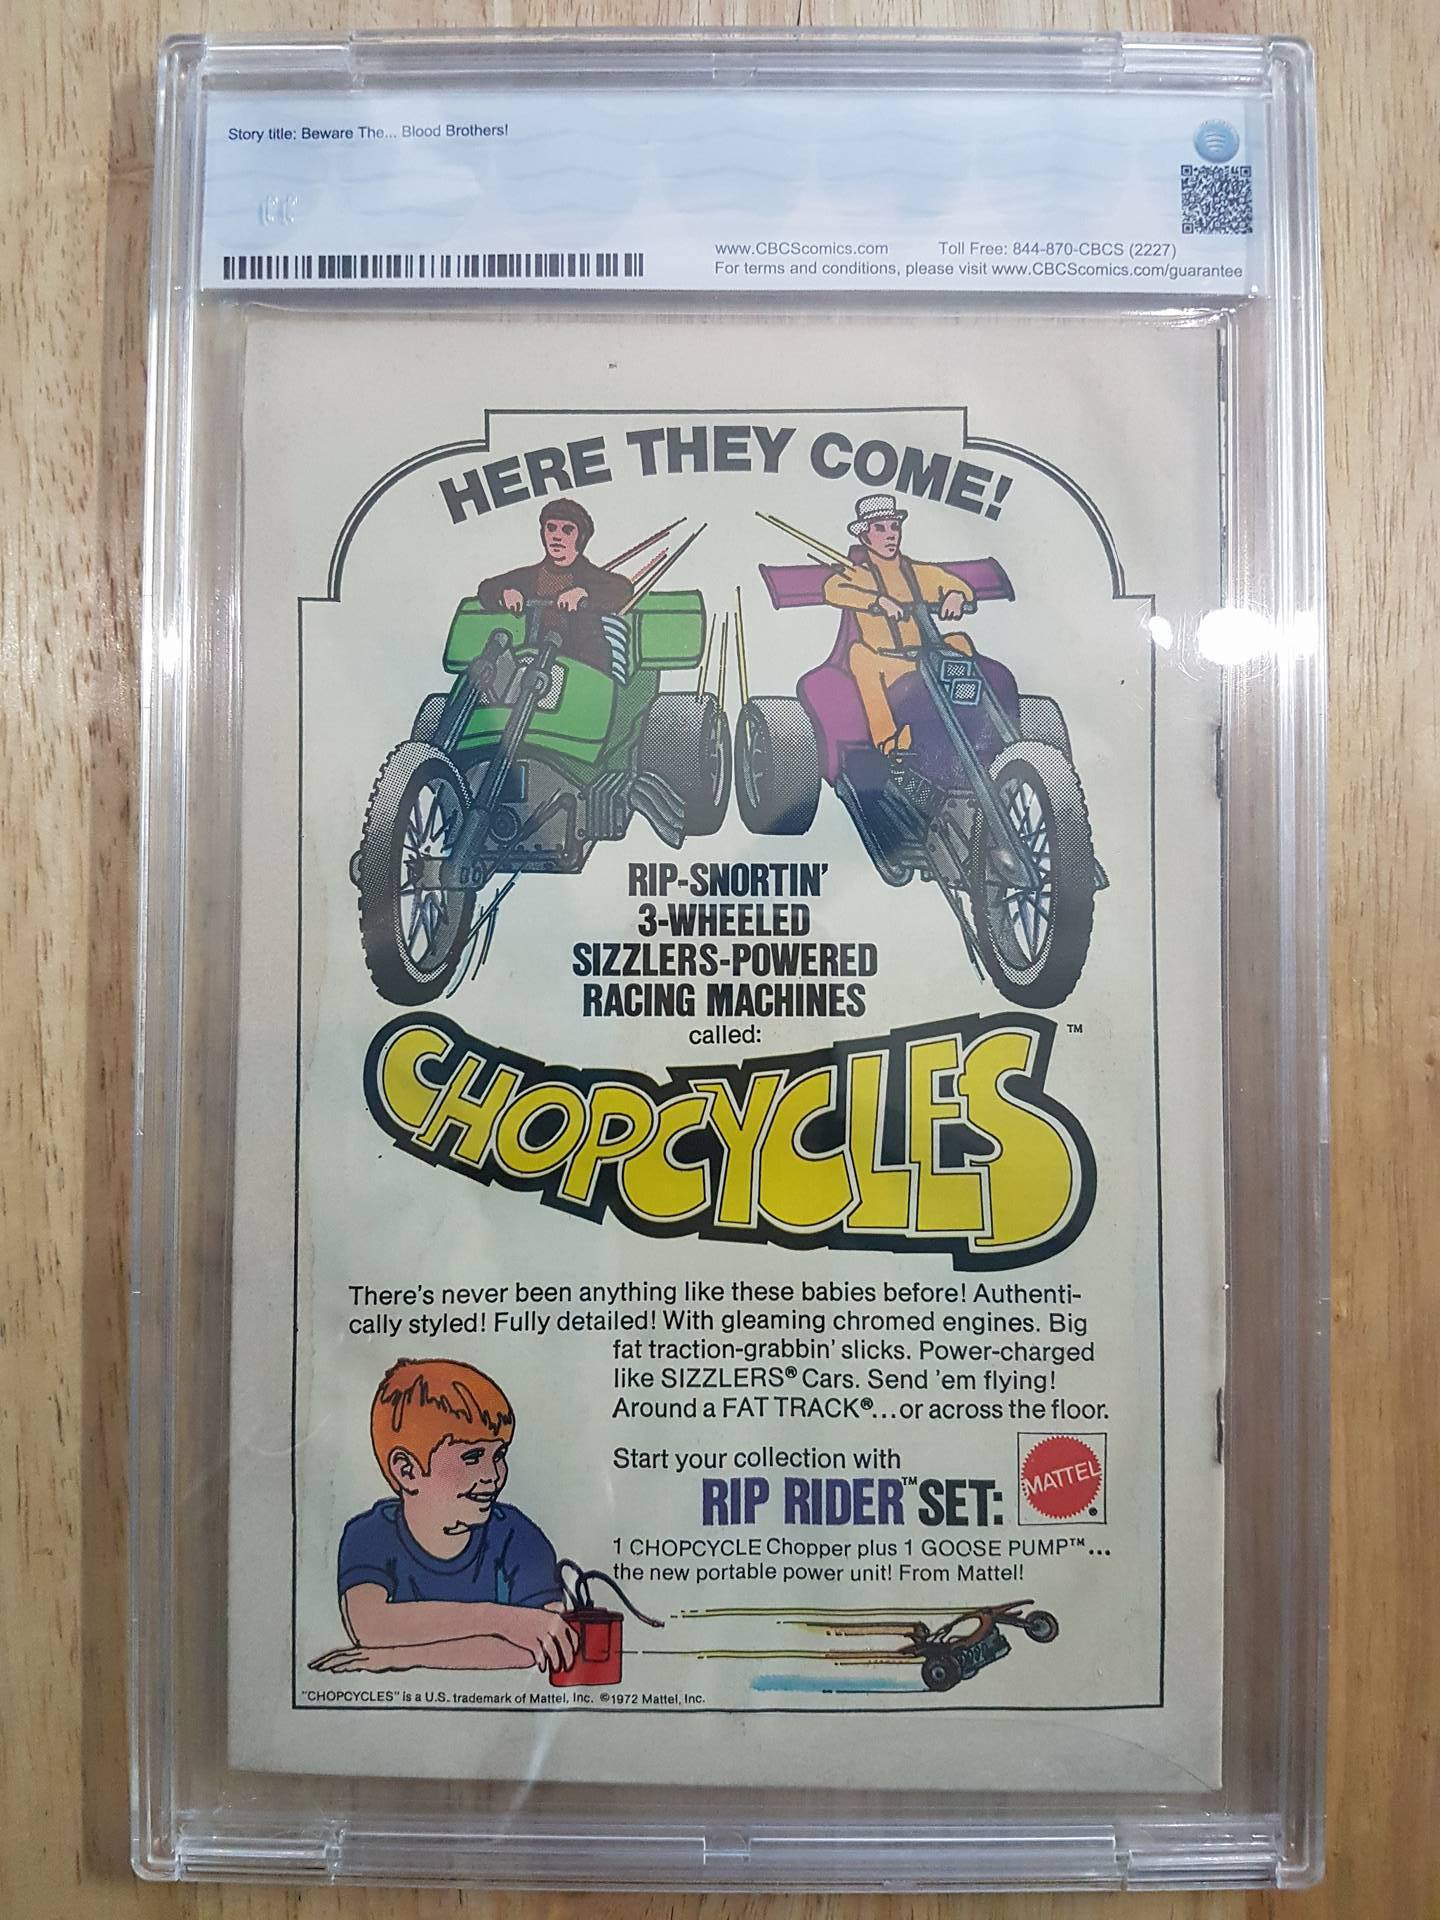 Story title: Beware The... Blood Brothers!
www.CBCScomics.com Toll Free: 844-870-CBCS (2227)
For terms and conditions, please visit www.CBCScomics.com/guarantee
HERE THEY COME!
RIP-SNORTIN'
3-WHEELED
SIZZLERS-POWERED
RACING MACHINES
called:
CHOPCYCLES™
There's never been anything like these babies before! Authenti-
cally styled! Fully detailed! With gleaming chromed engines. Big
fat traction-grabbin' slicks. Power-charged
like SIZZLERS® Cars. Send 'em flying!
Around a FAT TRACK®...or across the floor.
Start your collection with
RIP RIDER™ SET:
MATTEL®
1 CHOPCYCLE Chopper plus 1 GOOSE PUMP™...
the new portable power unit! From Mattel!
"CHOPCYCLES" is a U.S. trademark of Mattel, Inc. ©1972 Mattel, Inc.